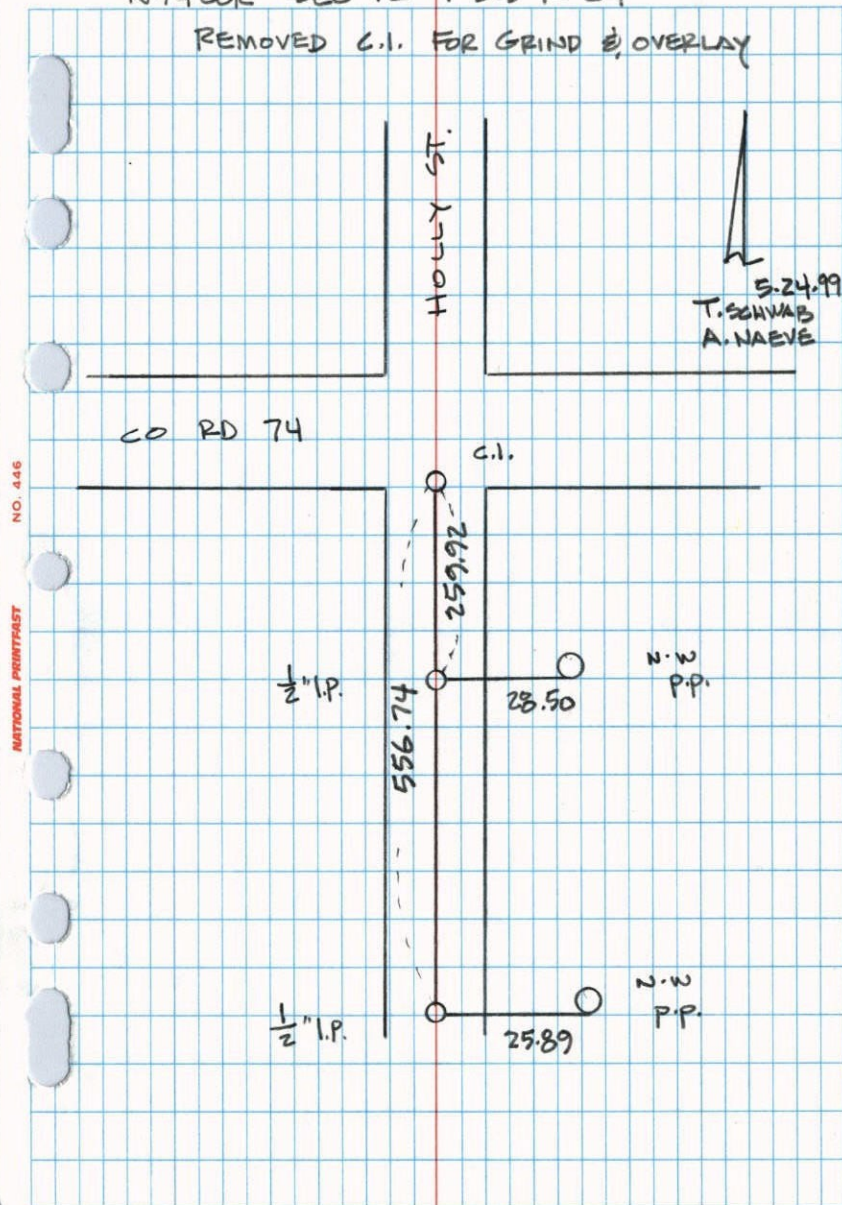 REMOVED C.I. FOR GRIND & OVERLAY
HOLLY ST.
5.24.99
T. SCHWAB
A. NAEVE
CO RD 74
C.I.
259.92
1/2" I.P.
556.74
28.50
N.W
P.P.
1/2" I.P.
25.89
N.W
P.P.
NO. 446
NATIONAL PRINTFAST